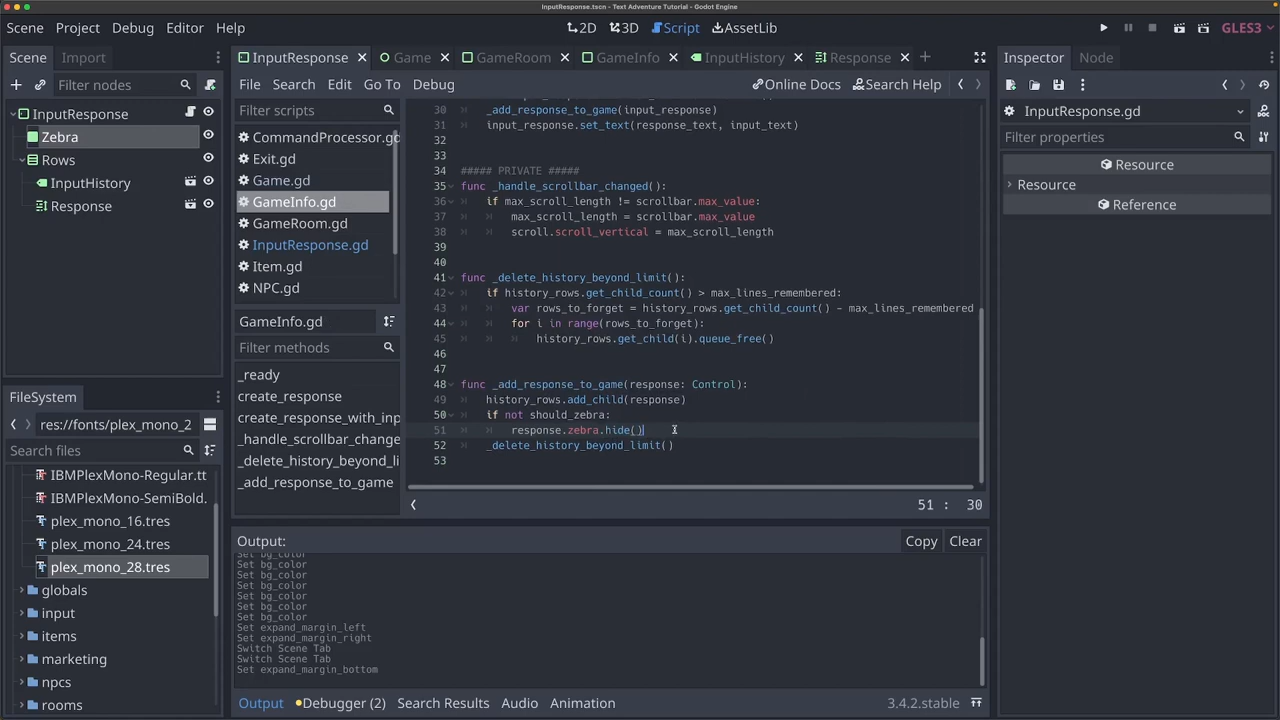 InputResponse.tscn - Text Adventure Tutorial - Godot Engine
Scene Project Debug Editor Help
2D 3D Script AssetLib
GLES3
Scene Import
InputResponse Game GameRoom GameInfo InputHistory Response
Inspector Node
Filter nodes
File Search Edit Go To Debug
Online Docs Search Help
InputResponse
Zebra
Rows
InputHistory
Response
Filter scripts
CommandProcessor.gd
Exit.gd
Game.gd
GameInfo.gd
GameRoom.gd
InputResponse.gd
Item.gd
NPC.gd
GameInfo.gd
Filter methods
_ready
create_response
create_response_with_inp
_handle_scrollbar_change
_delete_history_beyond_li
_add_response_to_game
30 _add_response_to_game(input_response)
31 input_response.set_text(response_text, input_text)
32
33
34 ##### PRIVATE #####
35 func _handle_scrollbar_changed():
36 if max_scroll_length != scrollbar.max_value:
37 max_scroll_length = scrollbar.max_value
38 scroll.scroll_vertical = max_scroll_length
39
40
41 func _delete_history_beyond_limit():
42 if history_rows.get_child_count() > max_lines_remembered:
43 var rows_to_forget = history_rows.get_child_count() - max_lines_remembered
44 for i in range(rows_to_forget):
45 history_rows.get_child(i).queue_free()
46
47
48 func _add_response_to_game(response: Control):
49 history_rows.add_child(response)
50 if not should_zebra:
51 response.zebra.hide()
52 _delete_history_beyond_limit()
53
51 : 30
InputResponse.gd
Filter properties
Resource
Resource
Reference
FileSystem
res://fonts/plex_mono_2
Search files
IBMPlexMono-Regular.tt
IBMPlexMono-SemiBold.
plex_mono_16.tres
plex_mono_24.tres
plex_mono_28.tres
globals
input
items
marketing
npcs
rooms
Output:
Copy Clear
Set bg_color
Set bg_color
Set bg_color
Set bg_color
Set bg_color
Set bg_color
Set bg_color
Set expand_margin_left
Set expand_margin_right
Switch Scene Tab
Switch Scene Tab
Set expand_margin_bottom
Output Debugger (2) Search Results Audio Animation
3.4.2.stable